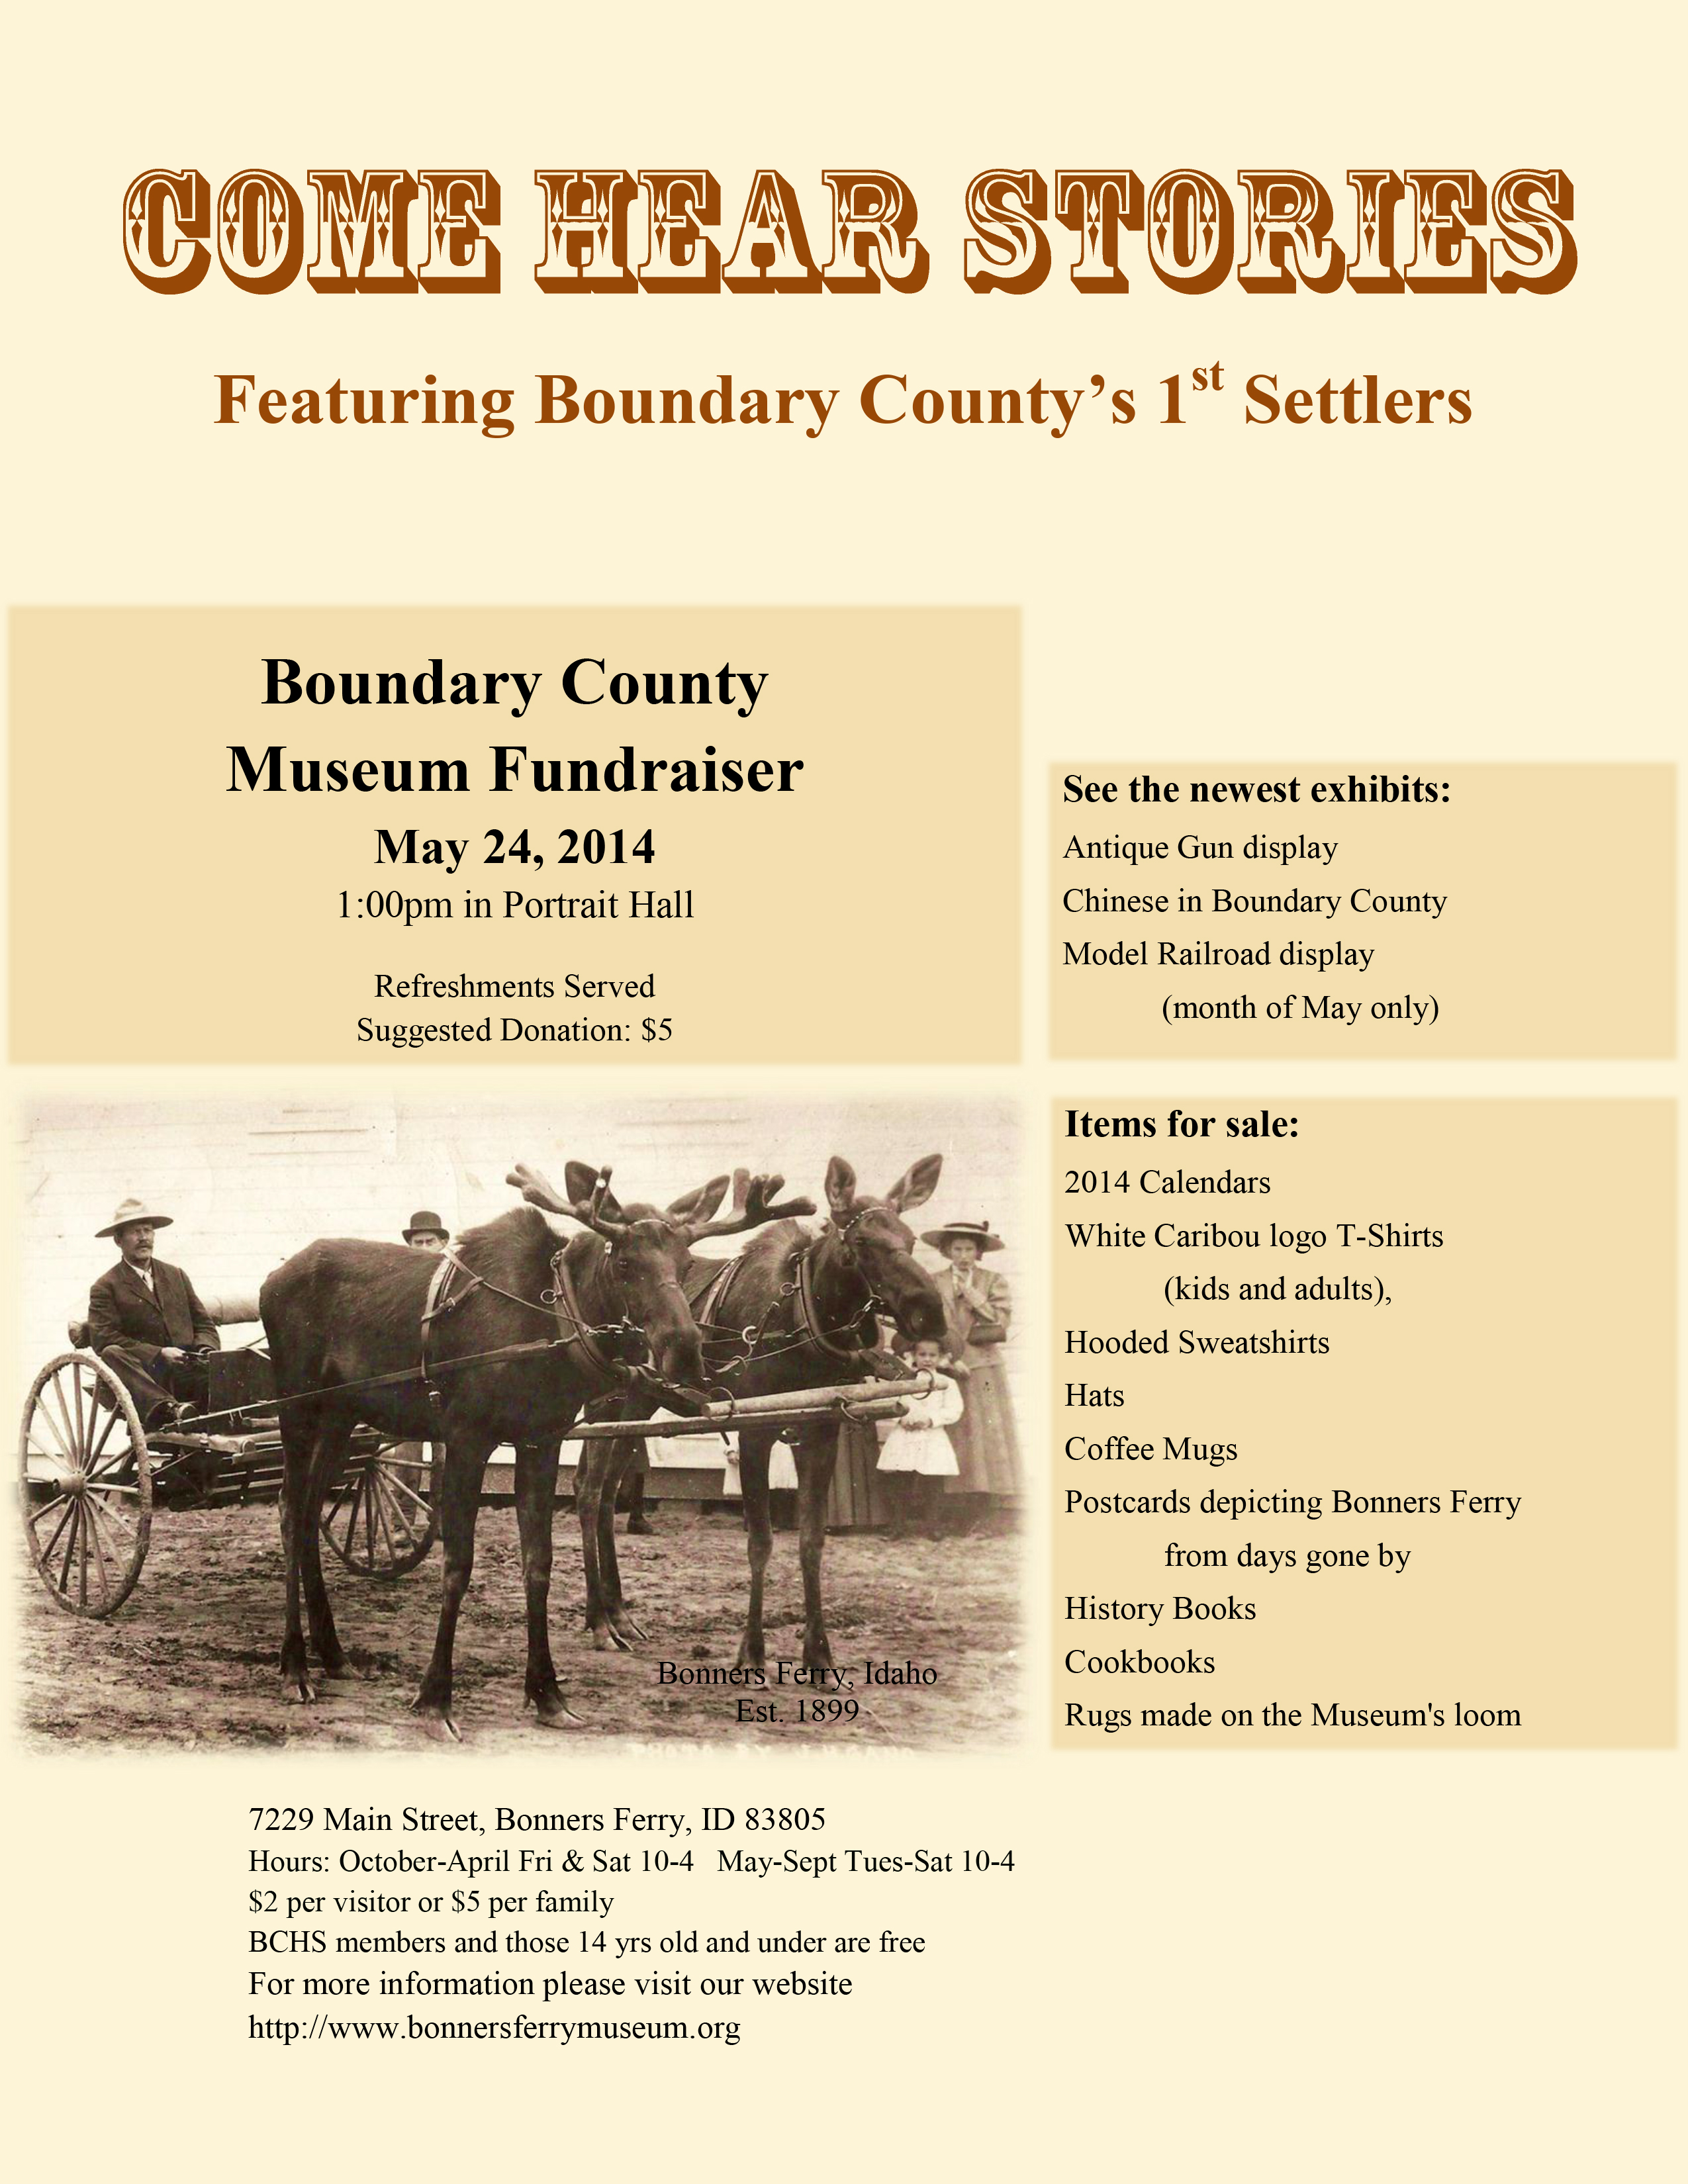 COME HEAR STORIES
Featuring Boundary County’s 1st Settlers
Boundary County
Museum Fundraiser
May 24, 2014
1:00pm in Portrait Hall
Refreshments Served
Suggested Donation: $5
See the newest exhibits:
Antique Gun display
Chinese in Boundary County
Model Railroad display
(month of May only)
Items for sale:
2014 Calendars
White Caribou logo T-Shirts
(kids and adults),
Hooded Sweatshirts
Hats
Coffee Mugs
Postcards depicting Bonners Ferry
from days gone by
History Books
Cookbooks
Rugs made on the Museum's loom
Bonners Ferry, Idaho
Est. 1899
7229 Main Street, Bonners Ferry, ID 83805
Hours: October-April Fri & Sat 10-4   May-Sept Tues-Sat 10-4
$2 per visitor or $5 per family
BCHS members and those 14 yrs old and under are free
For more information please visit our website
http://www.bonnersferrymuseum.org